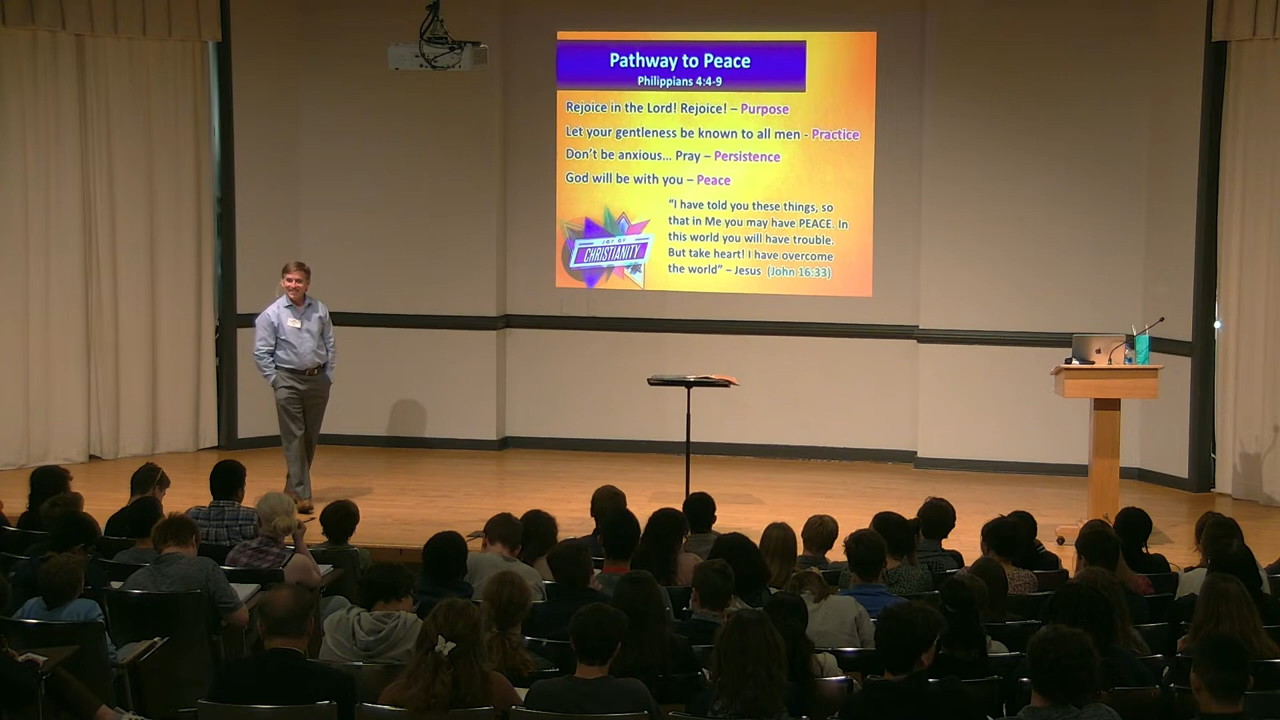 Pathway to Peace
Philippians 4:4-9
Rejoice in the Lord! Rejoice! – Purpose
Let your gentleness be known to all men - Practice
Don't be anxious... Pray – Persistence
God will be with you – Peace
"I have told you these things, so
that in Me you may have PEACE. In
this world you will have trouble.
But take heart! I have overcome
the world" – Jesus (John 16:33)
JOY OF
CHRISTIANITY